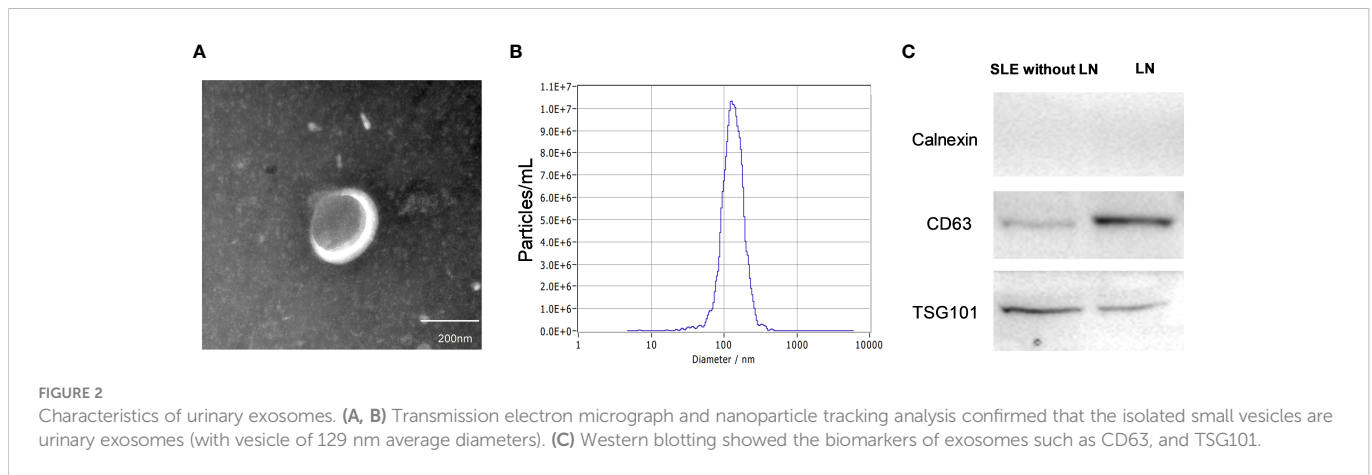 A
200nm
B
Particles/mL
1.1E+7
1.0E+7
9.0E+6
8.0E+6
7.0E+6
6.0E+6
5.0E+6
4.0E+6
3.0E+6
2.0E+6
1.0E+6
0.0E+0
1 10 100 1000 10000
Diameter / nm
C
SLE without LN LN
Calnexin
CD63
TSG101
FIGURE 2
Characteristics of urinary exosomes. (A, B) Transmission electron micrograph and nanoparticle tracking analysis confirmed that the isolated small vesicles are
urinary exosomes (with vesicle of 129 nm average diameters). (C) Western blotting showed the biomarkers of exosomes such as CD63, and TSG101.